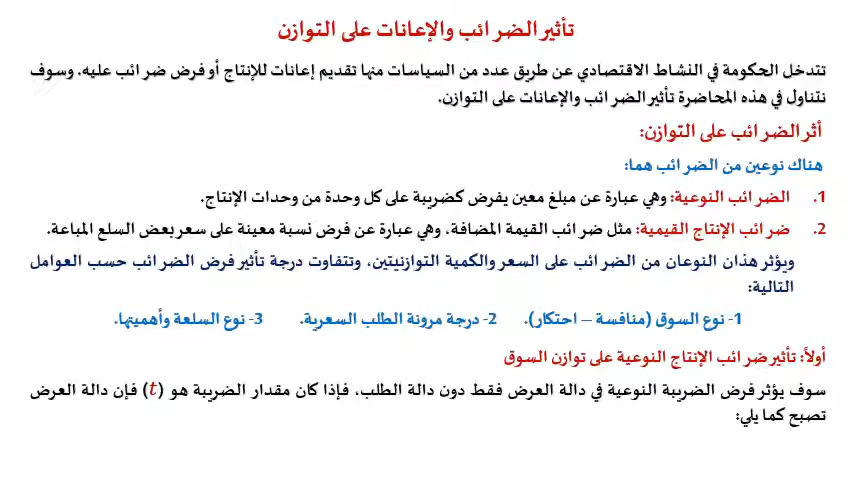 تأثير الضرائب والإعانات على التوازن
تتدخل الحكومة في النشاط الاقتصادي عن طريق عدد من السياسات منها تقديم إعانات للإنتاج أو فرض ضرائب عليه. وسوف
نتناول في هذه المحاضرة تأثير الضرائب والإعانات على التوازن.
أثر الضرائب على التوازن:
هناك نوعين من الضرائب هما:
1. الضرائب النوعية: وهي عبارة عن مبلغ معين يفرض كضريبة على كل وحدة من وحدات الإنتاج.
2. ضرائب الإنتاج القيمية: مثل ضرائب القيمة المضافة، وهي عبارة عن فرض نسبة معينة على سعر بعض السلع المباعة.
ويؤثر هذان النوعان من الضرائب على السعر والكمية التوازنيتين، وتتفاوت درجة تأثير فرض الضرائب حسب العوامل
التالية:
1- نوع السوق (منافسة – احتكار). 2- درجة مرونة الطلب السعرية. 3- نوع السلعة وأهميتها.
أولاً: تأثير ضرائب الإنتاج النوعية على توازن السوق
سوف يؤثر فرض الضريبة النوعية في دالة العرض فقط دون دالة الطلب، فإذا كان مقدار الضريبة هو (t) فإن دالة العرض
تصبح كما يلي: